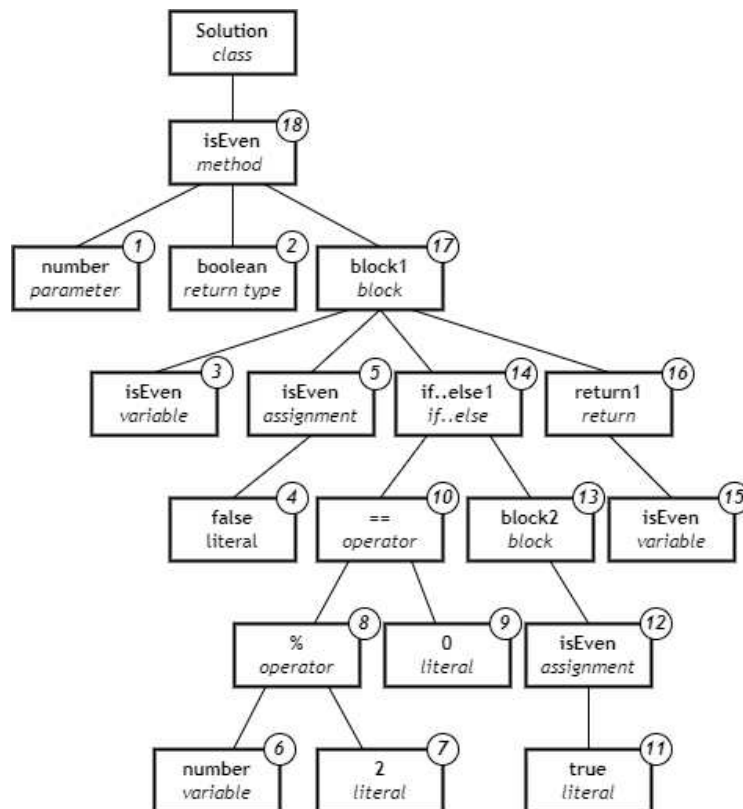 Solution
class
18
isEven
method
1
number
parameter
2
boolean
return type
17
block1
block
3
isEven
variable
5
isEven
assignment
14
if..else1
if..else
16
return1
return
4
false
literal
10
==
operator
13
block2
block
15
isEven
variable
8
%
operator
9
0
literal
12
isEven
assignment
6
number
variable
7
2
literal
11
true
literal